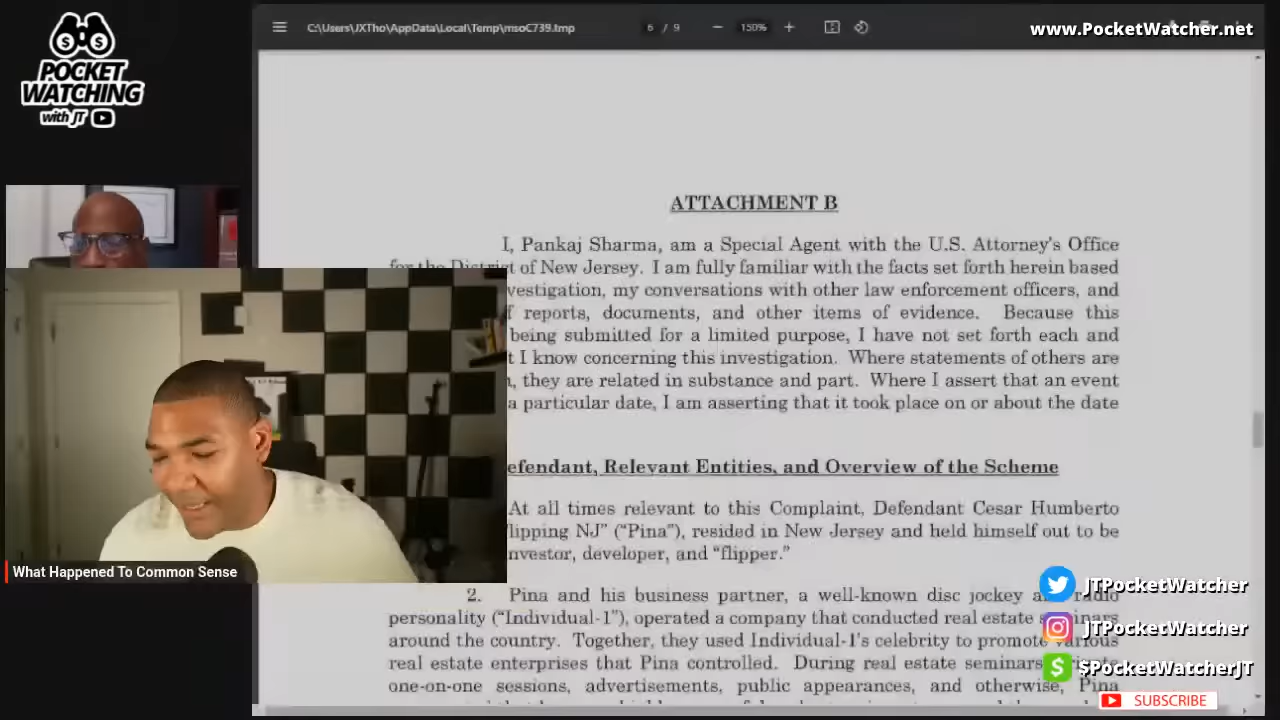 C:\Users\JXTho\AppData\Local\Temp\msoC739.tmp
6 / 9
150%
www.PocketWatcher.net
POCKET
WATCHING
with JT
ATTACHMENT B
I, Pankaj Sharma, am a Special Agent with the U.S. Attorney's Office
for the District of New Jersey. I am fully familiar with the facts set forth herein based
vestigation, my conversations with other law enforcement officers, and
f reports, documents, and other items of evidence. Because this
being submitted for a limited purpose, I have not set forth each and
t I know concerning this investigation. Where statements of others are
, they are related in substance and part. Where I assert that an event
a particular date, I am asserting that it took place on or about the date
efendant, Relevant Entities, and Overview of the Scheme
At all times relevant to this Complaint, Defendant Cesar Humberto
lipping NJ” (“Pina”), resided in New Jersey and held himself out to be
nvestor, developer, and “flipper.”
What Happened To Common Sense
2. Pina and his business partner, a well-known disc jockey a radio
personality (“Individual-1”), operated a company that conducted real estate s minars
around the country. Together, they used Individual-1's celebrity to promote various
real estate enterprises that Pina controlled. During real estate seminars,
one-on-one sessions, advertisements, public appearances, and otherwise, Pina
JTPocketWatcher
JTPocketWatcher
$PocketWatcherJT
SUBSCRIBE